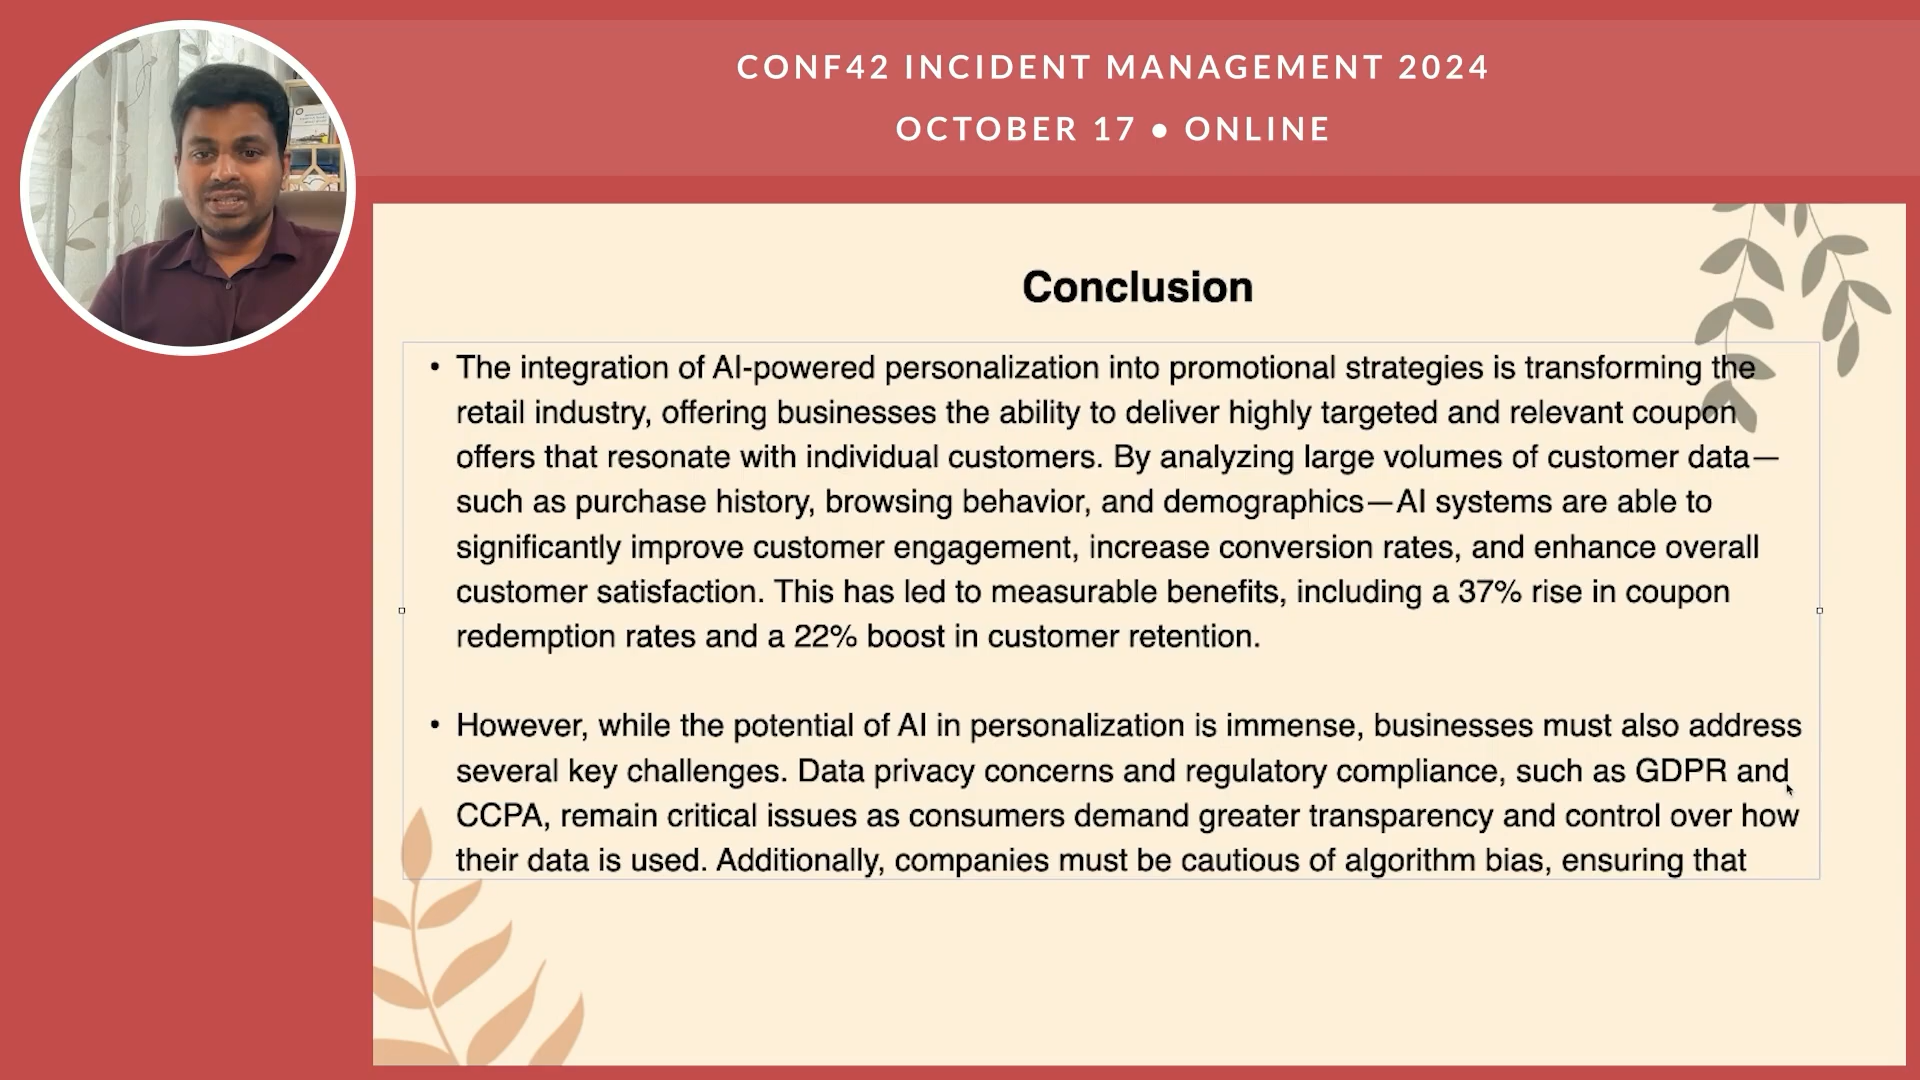 CONF42 INCIDENT MANAGEMENT 2024
OCTOBER 17 • ONLINE
Conclusion
• The integration of AI-powered personalization into promotional strategies is transforming the
retail industry, offering businesses the ability to deliver highly targeted and relevant coupon
offers that resonate with individual customers. By analyzing large volumes of customer data—
such as purchase history, browsing behavior, and demographics—AI systems are able to
significantly improve customer engagement, increase conversion rates, and enhance overall
customer satisfaction. This has led to measurable benefits, including a 37% rise in coupon
redemption rates and a 22% boost in customer retention.
• However, while the potential of AI in personalization is immense, businesses must also address
several key challenges. Data privacy concerns and regulatory compliance, such as GDPR and
CCPA, remain critical issues as consumers demand greater transparency and control over how
their data is used. Additionally, companies must be cautious of algorithm bias, ensuring that